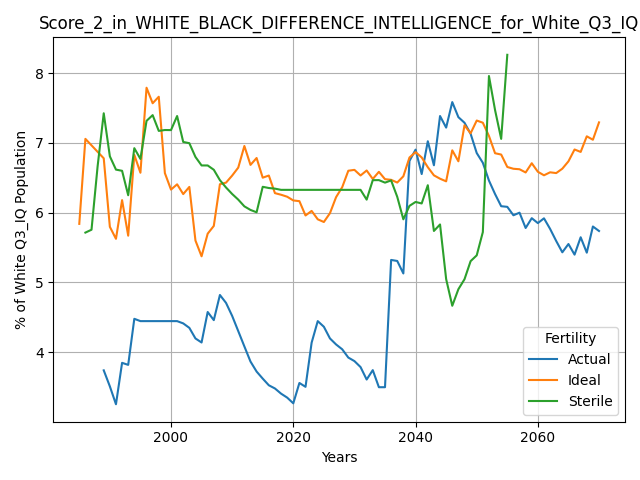 Score_2_in_WHITE_BLACK_DIFFERENCE_INTELLIGENCE_for_White_Q3_IQ
% of White Q3_IQ Population
8
7
6
5
4
Fertility
Actual
Ideal
Sterile
2000 2020 2040 2060
Years